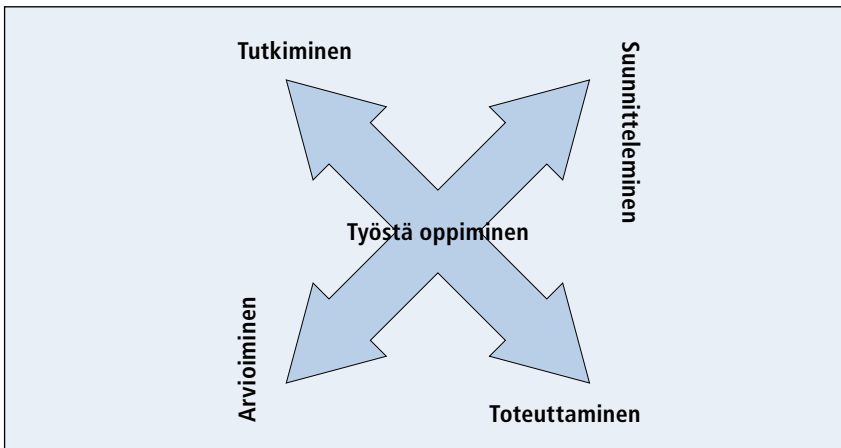 Tutkiminen
Suunnitteleminen
Työstä oppiminen
Arvioiminen
Toteuttaminen